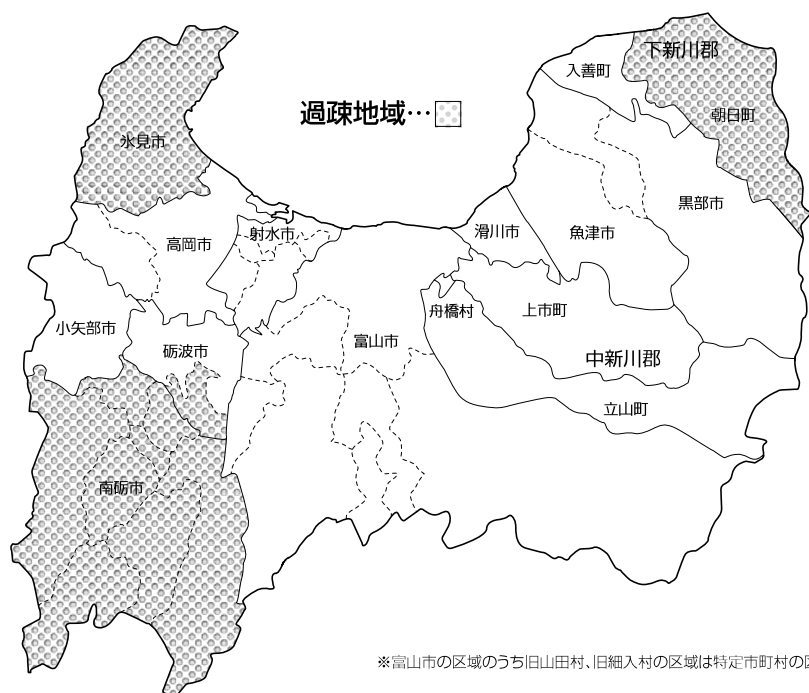 下新川郡
入善町
過疎地域…
朝日町
氷見市
黒部市
射水市
滑川市
魚津市
高岡市
舟橋村
上市町
小矢部市
富山市
砺波市
中新川郡
立山町
南砺市
※富山市の区域のうち旧山田村、旧細入村の区域は特定市町村の